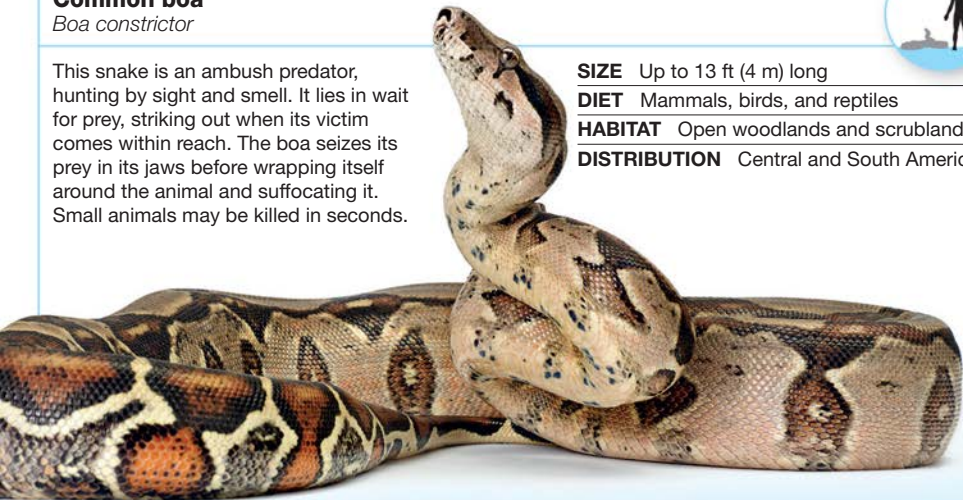 Common boa
Boa constrictor
This snake is an ambush predator,
hunting by sight and smell. It lies in wait
for prey, striking out when its victim
comes within reach. The boa seizes its
prey in its jaws before wrapping itself
around the animal and suffocating it.
Small animals may be killed in seconds.
SIZE Up to 13 ft (4 m) long
DIET Mammals, birds, and reptiles
HABITAT Open woodlands and scrubland
DISTRIBUTION Central and South Americ